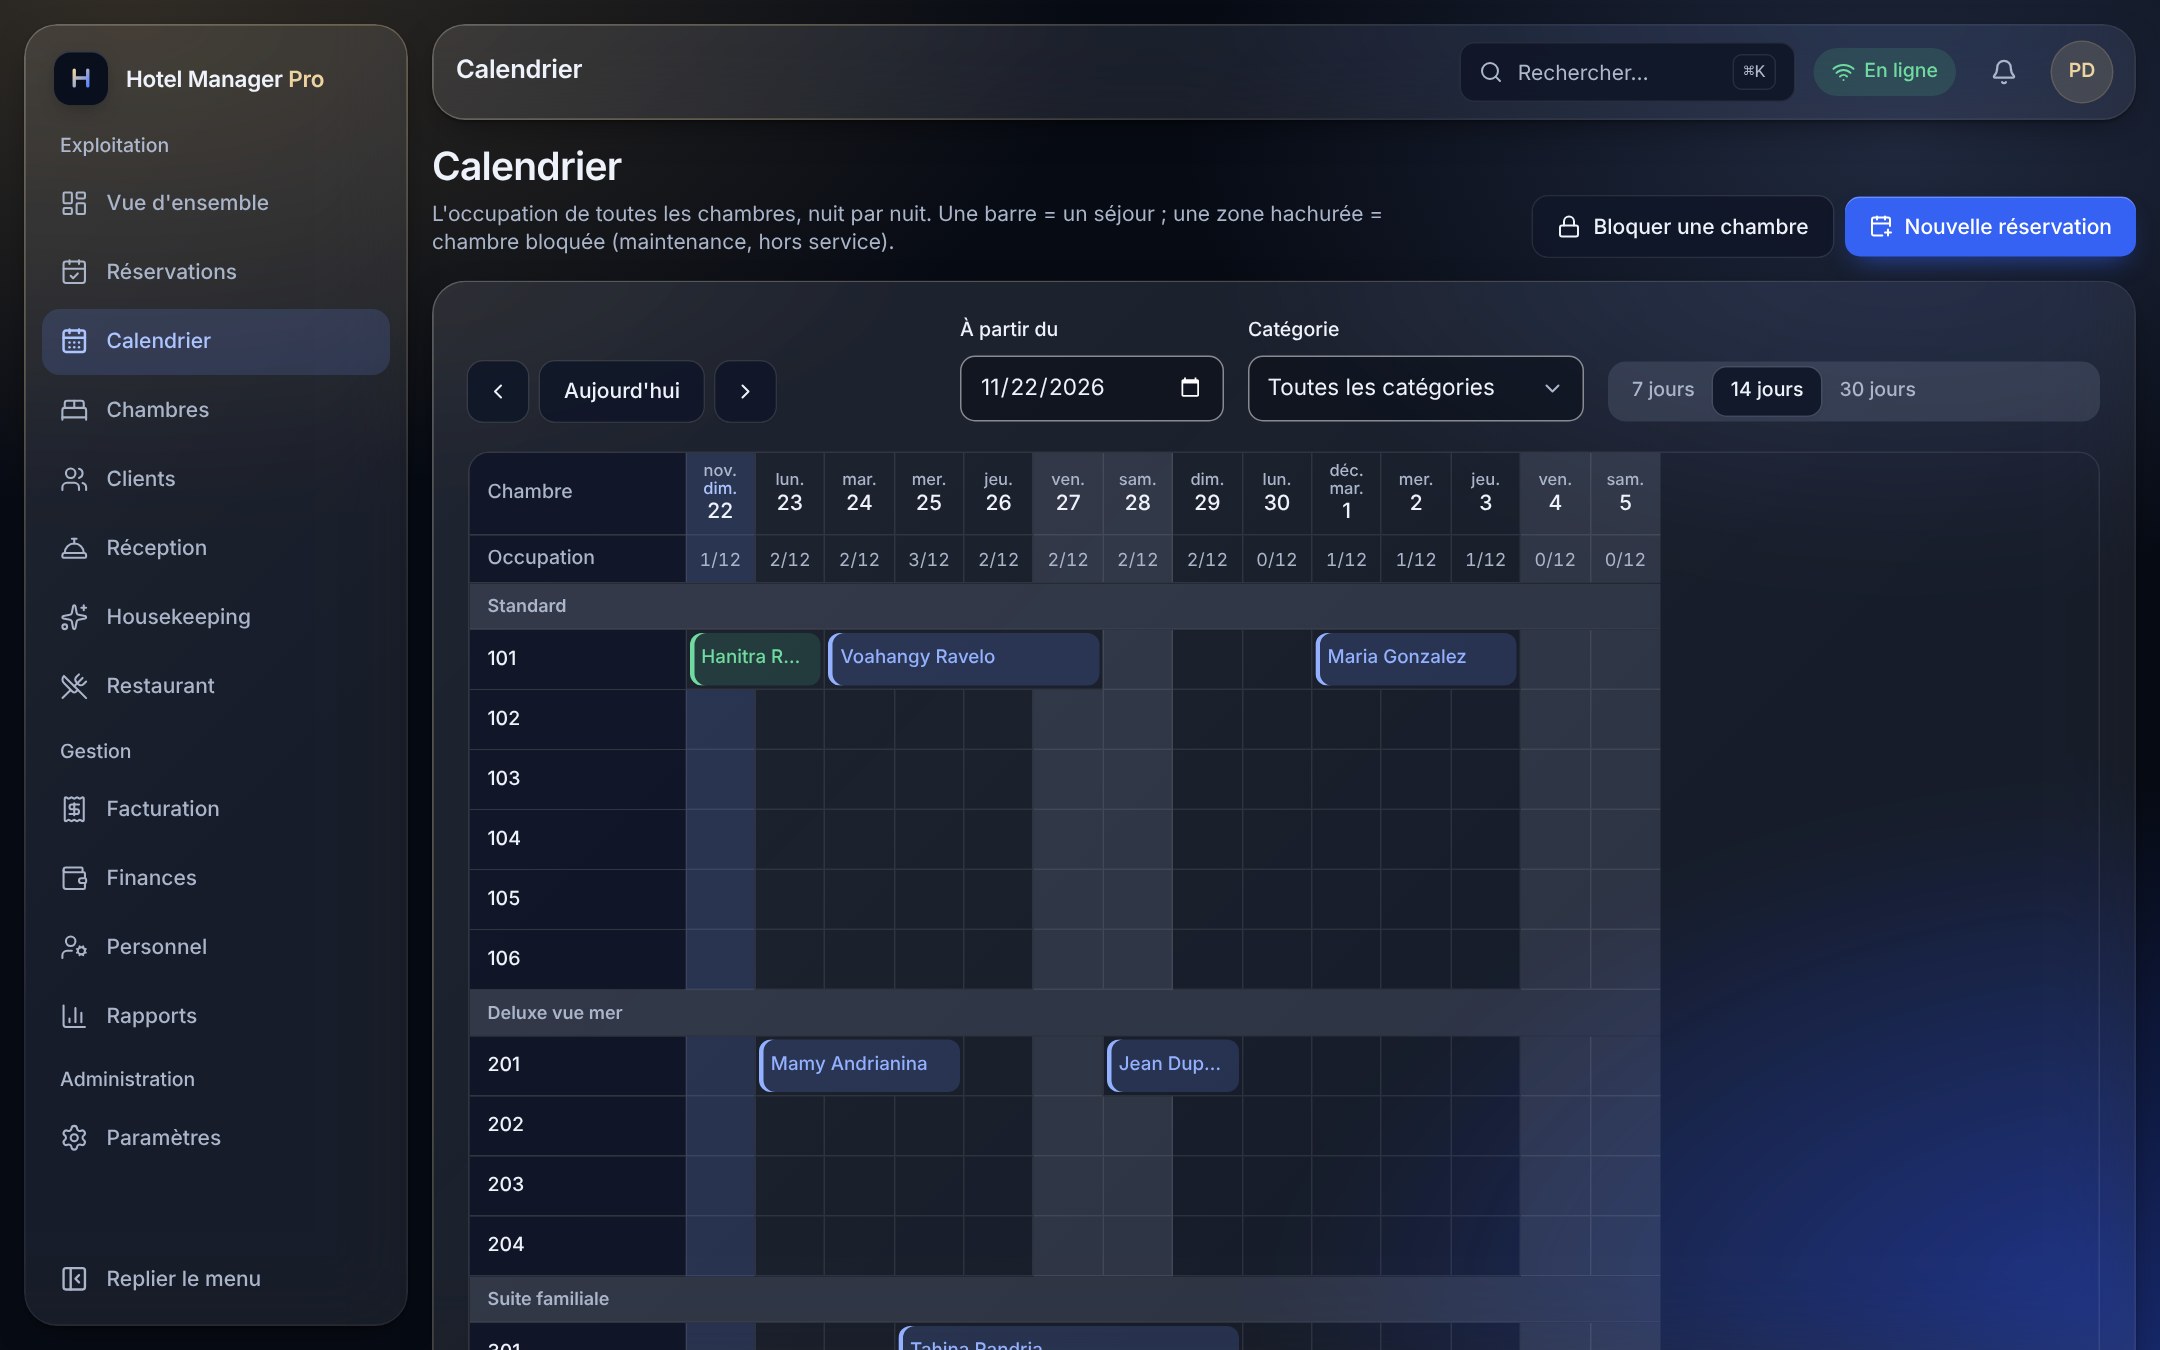 Hotel Manager Pro
Exploitation
Vue d'ensemble
Réservations
Calendrier
Chambres
Clients
Réception
Housekeeping
Restaurant
Gestion
Facturation
Finances
Personnel
Rapports
Administration
Paramètres
Replier le menu
Calendrier
Rechercher...
⌘K
En ligne
PD
Calendrier
L'occupation de toutes les chambres, nuit par nuit. Une barre = un séjour ; une zone hachurée =
chambre bloquée (maintenance, hors service).
Bloquer une chambre
Nouvelle réservation
À partir du
Catégorie
Aujourd'hui
11/22/2026
Toutes les catégories
7 jours 14 jours 30 jours
Chambre
nov. dim. 22
lun. 23
mar. 24
mer. 25
jeu. 26
ven. 27
sam. 28
dim. 29
lun. 30
déc. mar. 1
mer. 2
jeu. 3
ven. 4
sam. 5
Occupation 1/12 2/12 2/12 3/12 2/12 2/12 2/12 2/12 0/12 1/12 1/12 1/12 0/12 0/12
Standard
101 Hanitra R... Voahangy Ravelo Maria Gonzalez
102
103
104
105
106
Deluxe vue mer
201 Mamy Andrianina Jean Dup...
202
203
204
Suite familiale
301 Tahina Randria